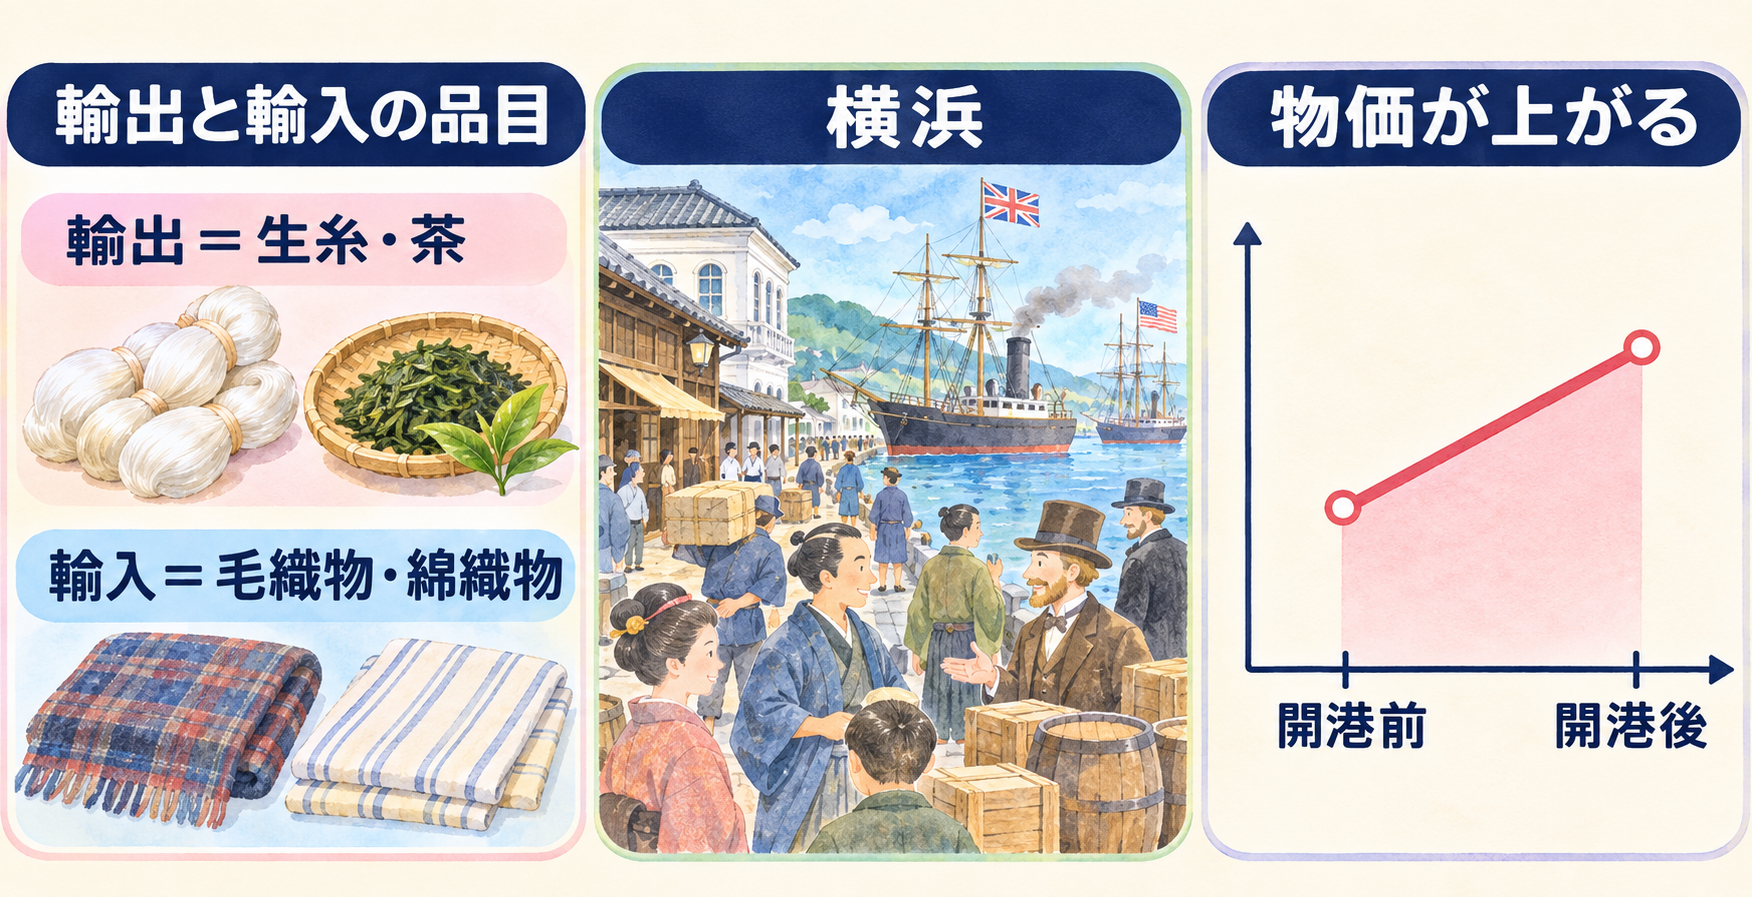 輸出と輸入の品目
輸出＝生糸・茶
輸入＝毛織物・綿織物
横浜
物価が上がる
開港前
開港後